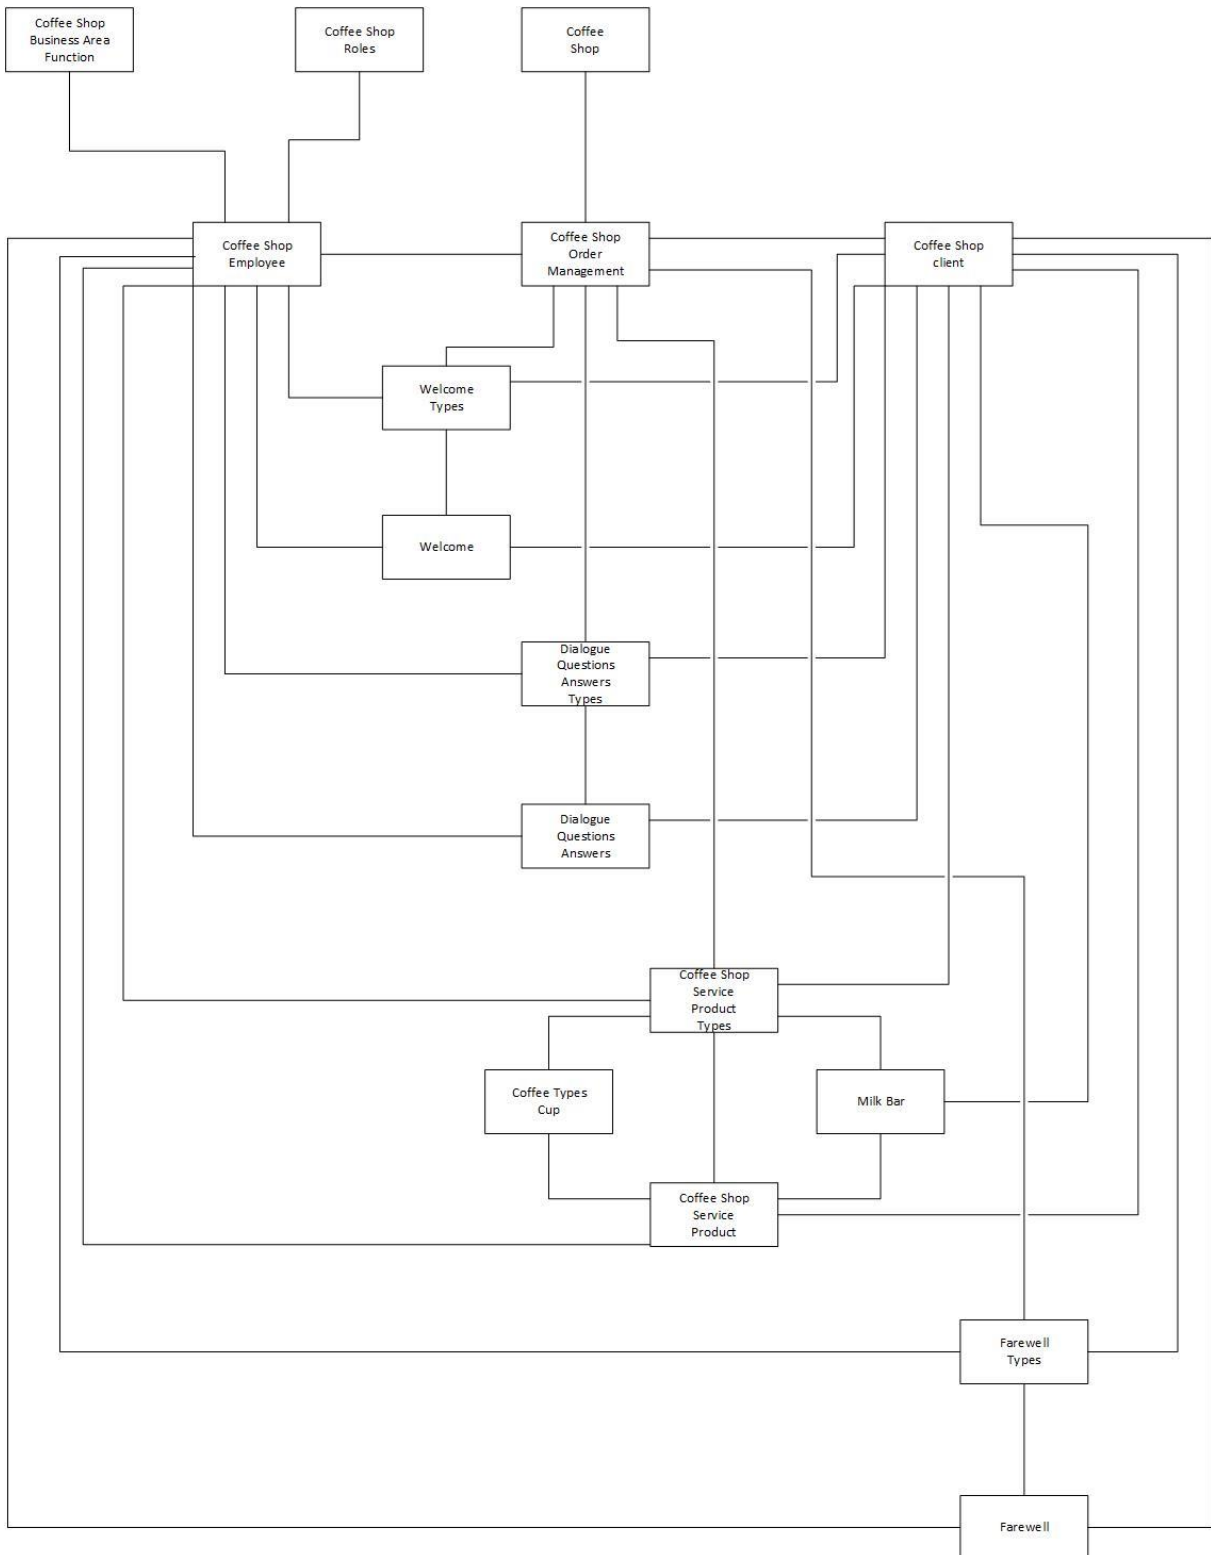 Coffee Shop
Business Area
Function
Coffee Shop
Roles
Coffee
Shop
Coffee Shop
Employee
Coffee Shop
Order
Management
Coffee Shop
client
Welcome
Types
Welcome
Dialogue
Questions
Answers
Types
Dialogue
Questions
Answers
Coffee Shop
Service
Product
Types
Coffee Types
Cup
Milk Bar
Coffee Shop
Service
Product
Farewell
Types
Farewell